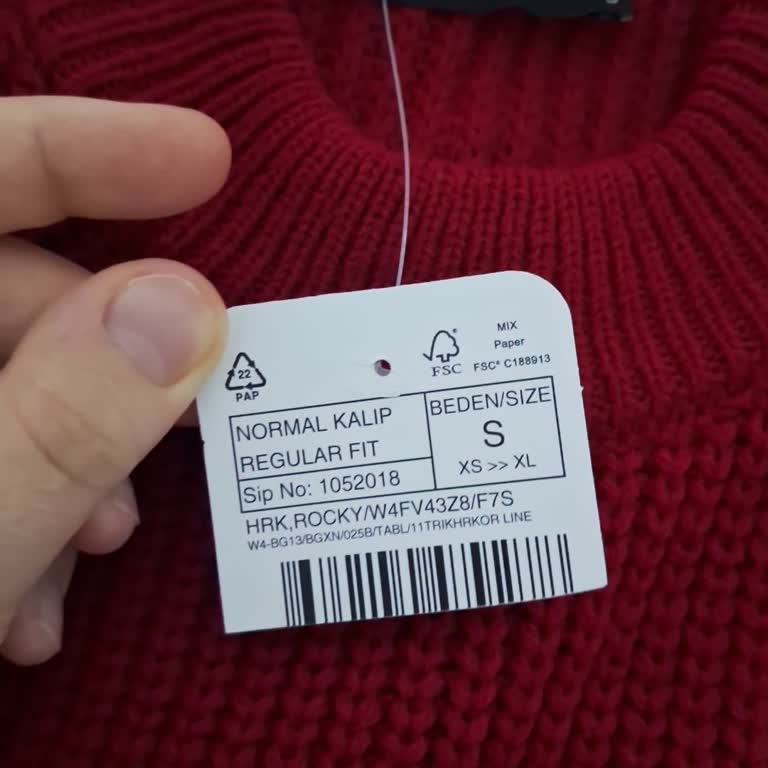 22
PAP
FSC
MIX
Paper
FSC® C188913
NORMAL KALIP
REGULAR FIT
Sip No: 1052018
BEDEN/SIZE
S
XS >> XL
HRK,ROCKY/W4FV43Z8/F7S
W4-BG13/BGXN/025B/TABL/11TRIKHRKOR LINE